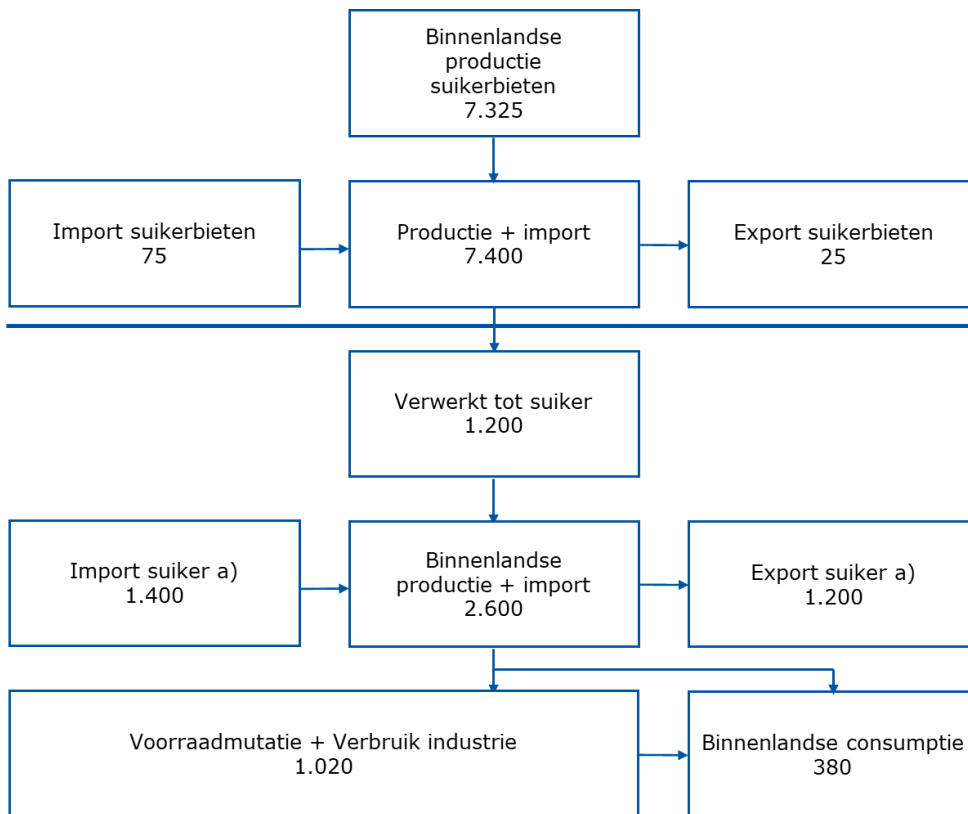 Binnenlandse
productie
suikerbieten
7.325
Import suikerbieten
75
Productie + import
7.400
Export suikerbieten
25
Verwerkt tot suiker
1.200
Import suiker a)
1.400
Binnenlandse
productie + import
2.600
Export suiker a)
1.200
Voorraadmutatie + Verbruik industrie
1.020
Binnenlandse consumptie
380